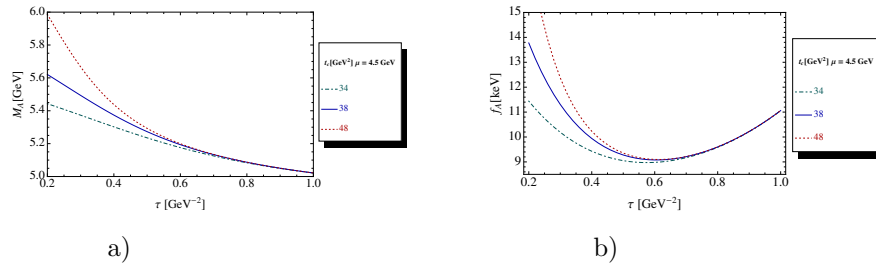 6.0
5.8
5.6
5.4
5.2
5.0
M_A[GeV]
0.2 0.4 0.6 0.8 1.0
τ [GeV⁻²]
t_c[GeV²] μ = 4.5 GeV
34
38
48
a)
15
14
13
12
11
10
9
f_A[keV]
0.2 0.4 0.6 0.8 1.0
τ [GeV⁻²]
t_c[GeV²] μ = 4.5 GeV
34
38
48
b)